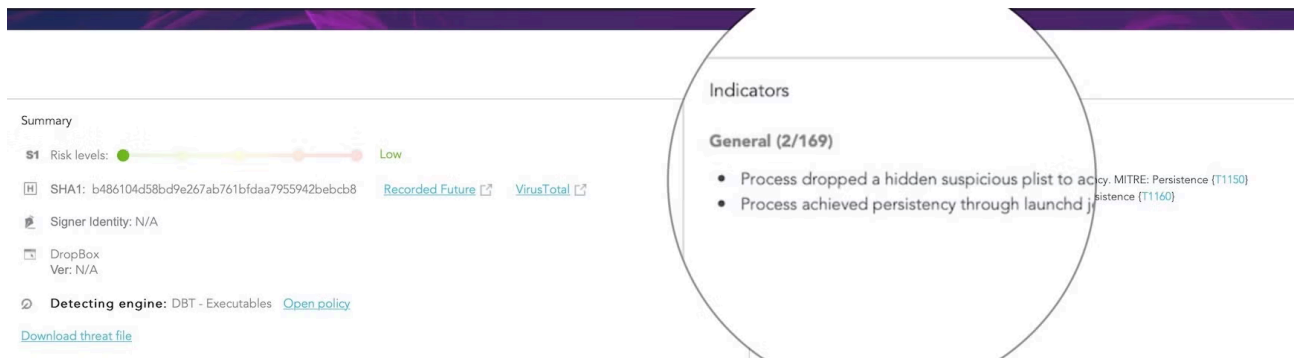 Summary
S1 Risk levels: Low
H SHA1: b486104d58bd9e267ab761bfdaa7955942bebcb8 Recorded Future VirusTotal
Signer Identity: N/A
DropBox
Ver: N/A
Detecting engine: DBT - Executables Open policy
Download threat file
Indicators
General (2/169)
• Process dropped a hidden suspicious plist to ac cy. MITRE: Persistence {T1150}
• Process achieved persistency through launchd j sistence {T1160}